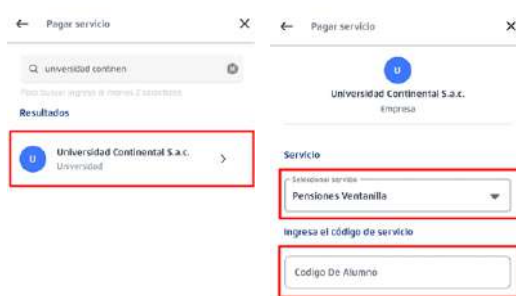 Pagar servicio
universidad continen
Resultados
U
Universidad Continental S.a.c.
Universidad
Pagar servicio
U
Universidad Continental S.a.c.
Empresa
Servicio
Seleccionar servicio
Pensiones Ventanilla
Ingresa el código de servicio
Codigo De Alumno